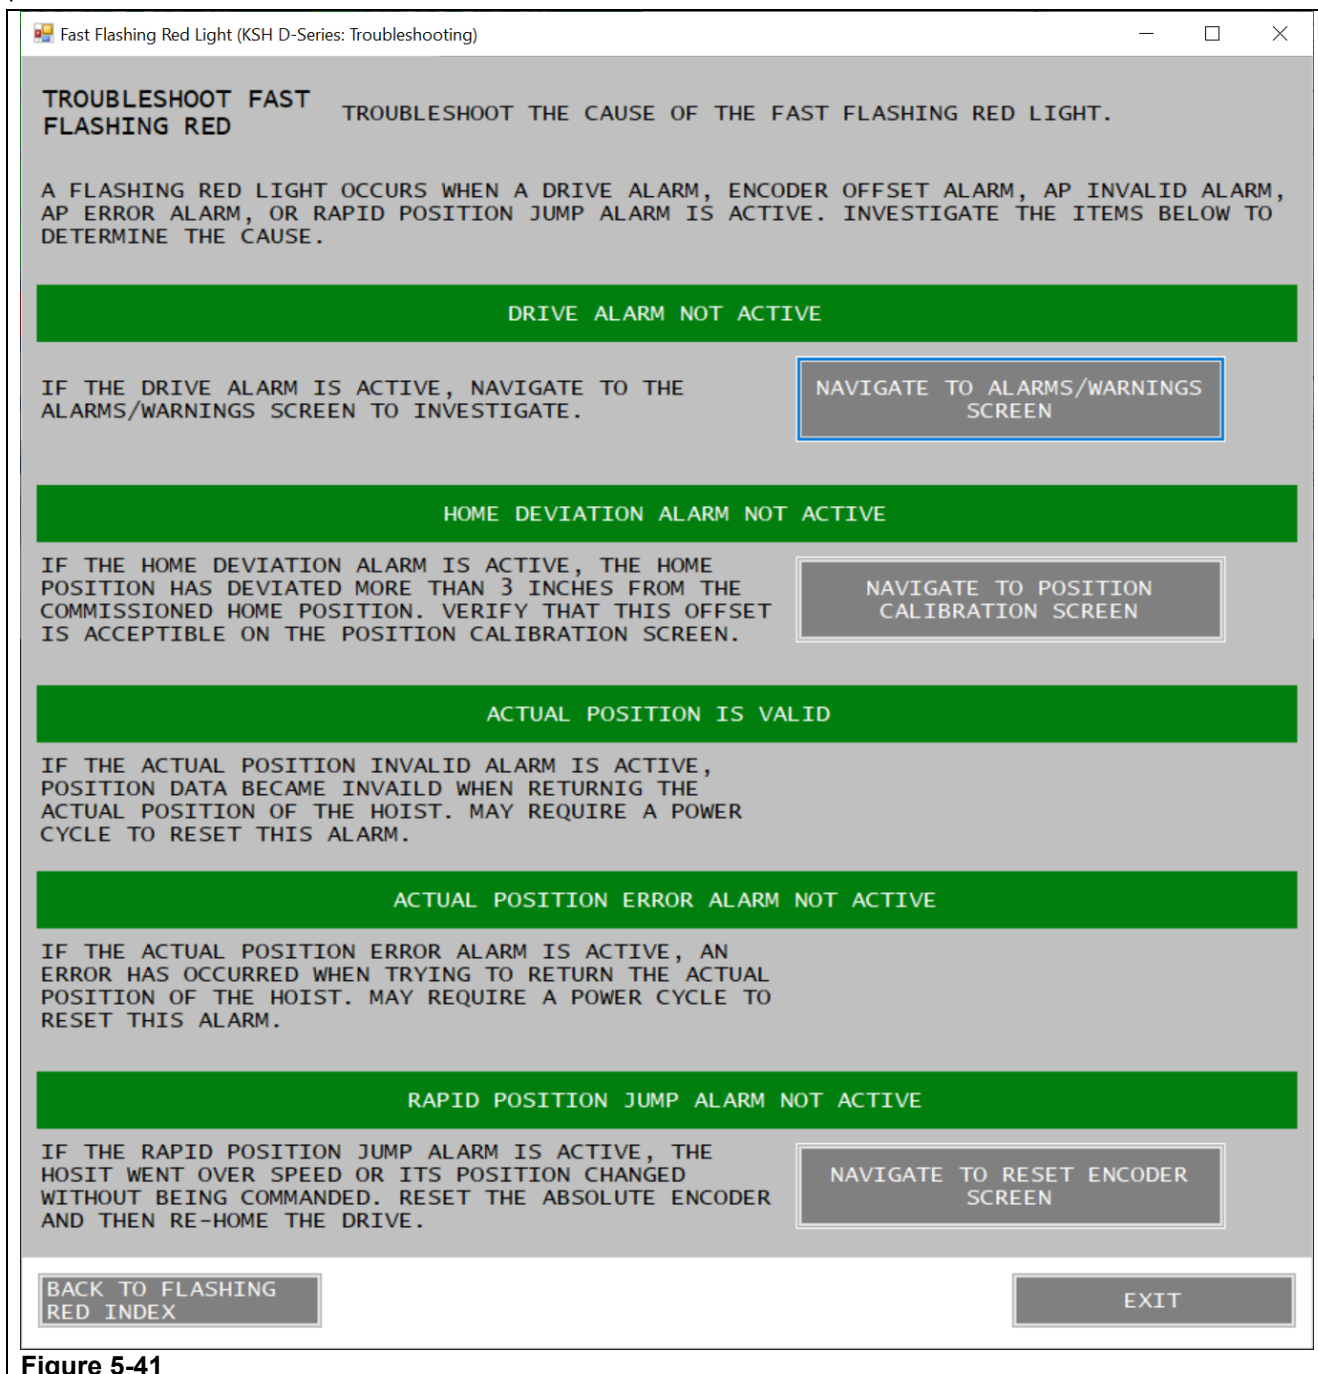 Fast Flashing Red Light (KSH D-Series: Troubleshooting)
TROUBLESHOOT FAST
FLASHING RED
TROUBLESHOOT THE CAUSE OF THE FAST FLASHING RED LIGHT.
A FLASHING RED LIGHT OCCURS WHEN A DRIVE ALARM, ENCODER OFFSET ALARM, AP INVALID ALARM,
AP ERROR ALARM, OR RAPID POSITION JUMP ALARM IS ACTIVE. INVESTIGATE THE ITEMS BELOW TO
DETERMINE THE CAUSE.
DRIVE ALARM NOT ACTIVE
IF THE DRIVE ALARM IS ACTIVE, NAVIGATE TO THE
ALARMS/WARNINGS SCREEN TO INVESTIGATE.
NAVIGATE TO ALARMS/WARNINGS
SCREEN
HOME DEVIATION ALARM NOT ACTIVE
IF THE HOME DEVIATION ALARM IS ACTIVE, THE HOME
POSITION HAS DEVIATED MORE THAN 3 INCHES FROM THE
COMMISSIONED HOME POSITION. VERIFY THAT THIS OFFSET
IS ACCEPTIBLE ON THE POSITION CALIBRATION SCREEN.
NAVIGATE TO POSITION
CALIBRATION SCREEN
ACTUAL POSITION IS VALID
IF THE ACTUAL POSITION INVALID ALARM IS ACTIVE,
POSITION DATA BECAME INVAILD WHEN RETURNIG THE
ACTUAL POSITION OF THE HOIST. MAY REQUIRE A POWER
CYCLE TO RESET THIS ALARM.
ACTUAL POSITION ERROR ALARM NOT ACTIVE
IF THE ACTUAL POSITION ERROR ALARM IS ACTIVE, AN
ERROR HAS OCCURRED WHEN TRYING TO RETURN THE ACTUAL
POSITION OF THE HOIST. MAY REQUIRE A POWER CYCLE TO
RESET THIS ALARM.
RAPID POSITION JUMP ALARM NOT ACTIVE
IF THE RAPID POSITION JUMP ALARM IS ACTIVE, THE
HOSIT WENT OVER SPEED OR ITS POSITION CHANGED
WITHOUT BEING COMMANDED. RESET THE ABSOLUTE ENCODER
AND THEN RE-HOME THE DRIVE.
NAVIGATE TO RESET ENCODER
SCREEN
BACK TO FLASHING
RED INDEX
EXIT
Figure 5-41